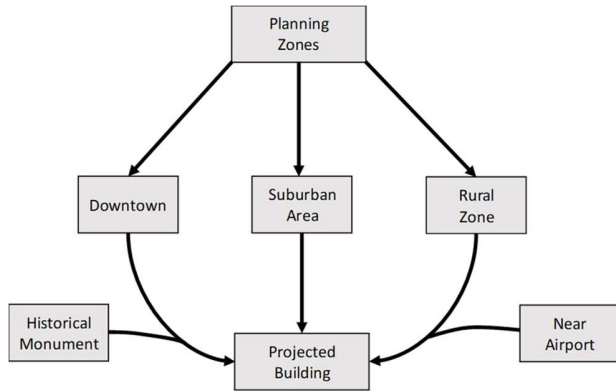 Planning
Zones
Downtown
Suburban
Area
Rural
Zone
Historical
Monument
Projected
Building
Near
Airport